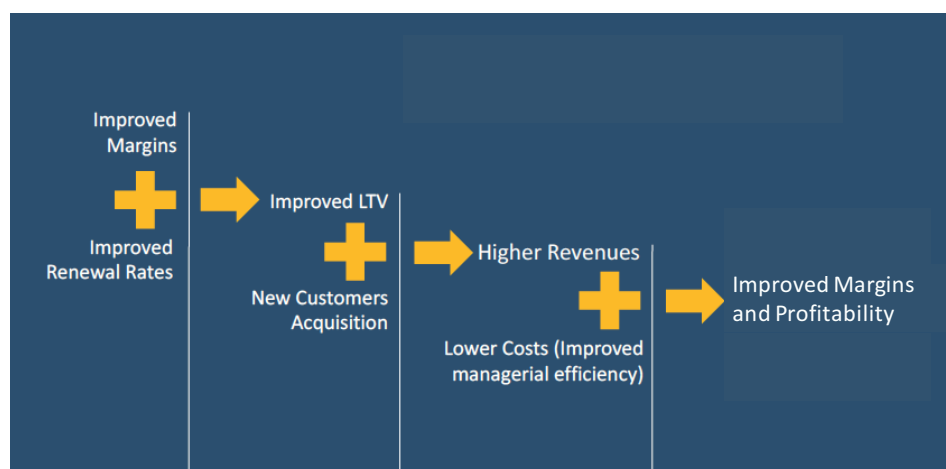 Improved
Margins
Improved
Renewal Rates
Improved LTV
New Customers
Acquisition
Higher Revenues
Lower Costs (Improved
managerial efficiency)
Improved Margins
and Profitability